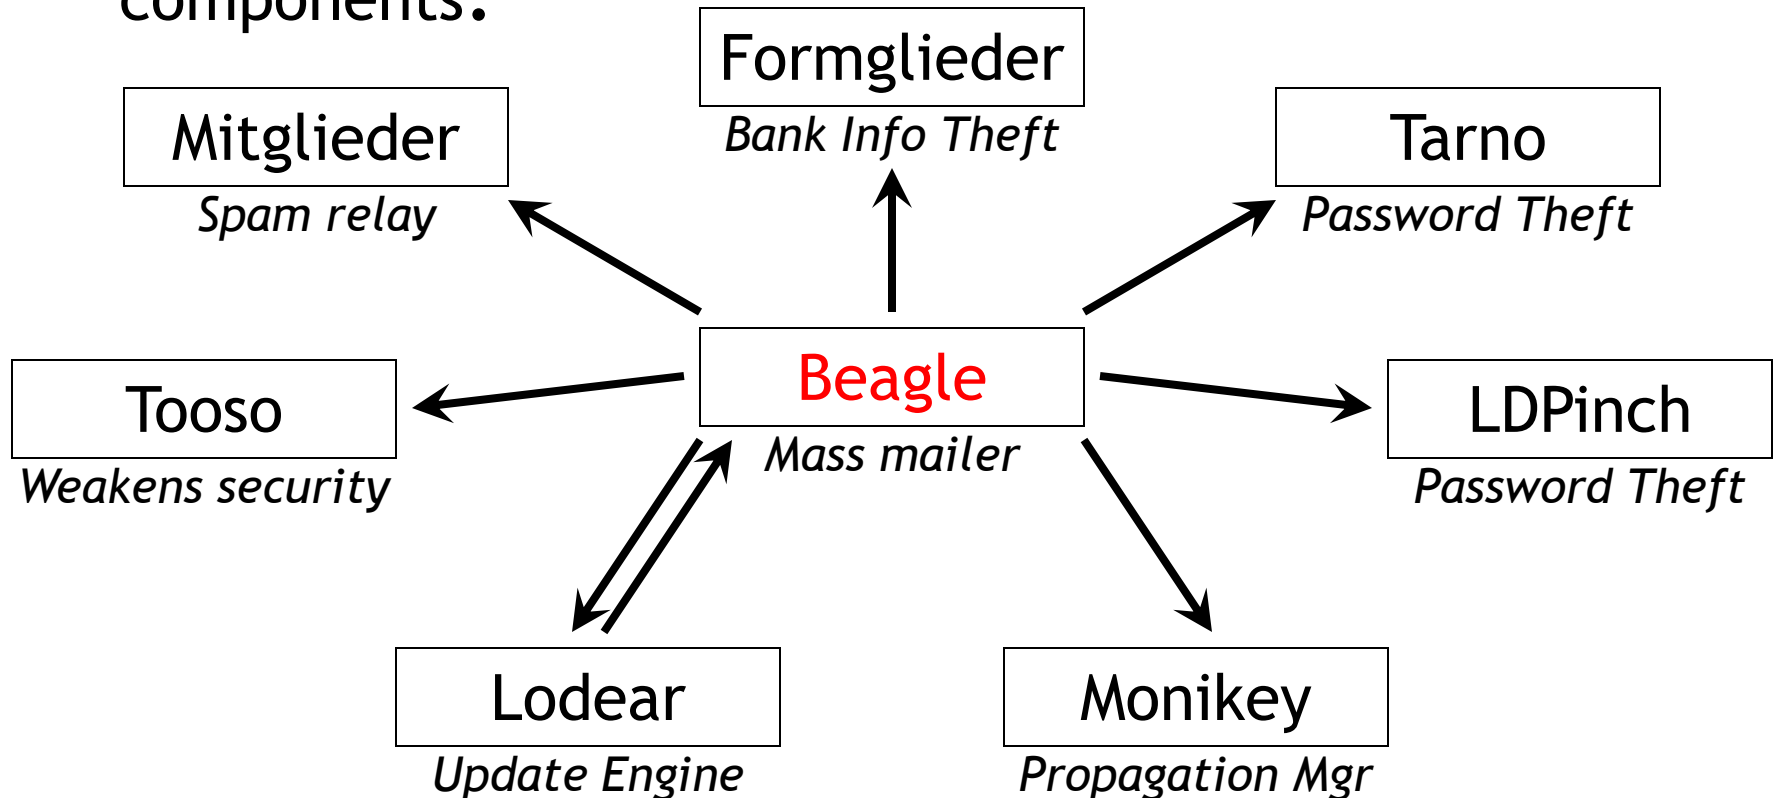 components:
Formglieder
Bank Info Theft
Mitglieder
Spam relay
Tarno
Password Theft
Beagle
Mass mailer
Tooso
Weakens security
LDPinch
Password Theft
Lodear
Update Engine
Monikey
Propagation Mgr